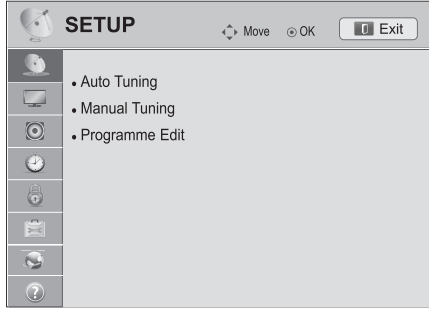 SETUP
Move OK Exit
• Auto Tuning
• Manual Tuning
• Programme Edit
?